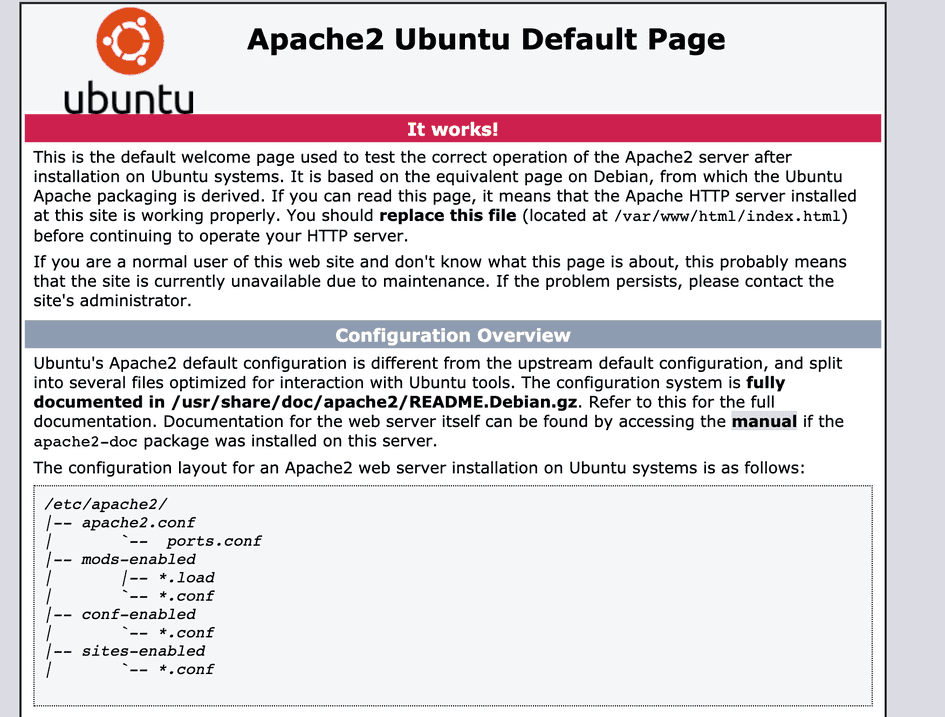 ubuntu
Apache2 Ubuntu Default Page
It works!
This is the default welcome page used to test the correct operation of the Apache2 server after
installation on Ubuntu systems. It is based on the equivalent page on Debian, from which the Ubuntu
Apache packaging is derived. If you can read this page, it means that the Apache HTTP server installed
at this site is working properly. You should replace this file (located at /var/www/html/index.html)
before continuing to operate your HTTP server.
If you are a normal user of this web site and don't know what this page is about, this probably means
that the site is currently unavailable due to maintenance. If the problem persists, please contact the
site's administrator.
Configuration Overview
Ubuntu's Apache2 default configuration is different from the upstream default configuration, and split
into several files optimized for interaction with Ubuntu tools. The configuration system is fully
documented in /usr/share/doc/apache2/README.Debian.gz. Refer to this for the full
documentation. Documentation for the web server itself can be found by accessing the manual if the
apache2-doc package was installed on this server.
The configuration layout for an Apache2 web server installation on Ubuntu systems is as follows:
/etc/apache2/
|-- apache2.conf
|       `--  ports.conf
|-- mods-enabled
|       |-- *.load
|       `-- *.conf
|-- conf-enabled
|       `-- *.conf
|-- sites-enabled
|       `-- *.conf